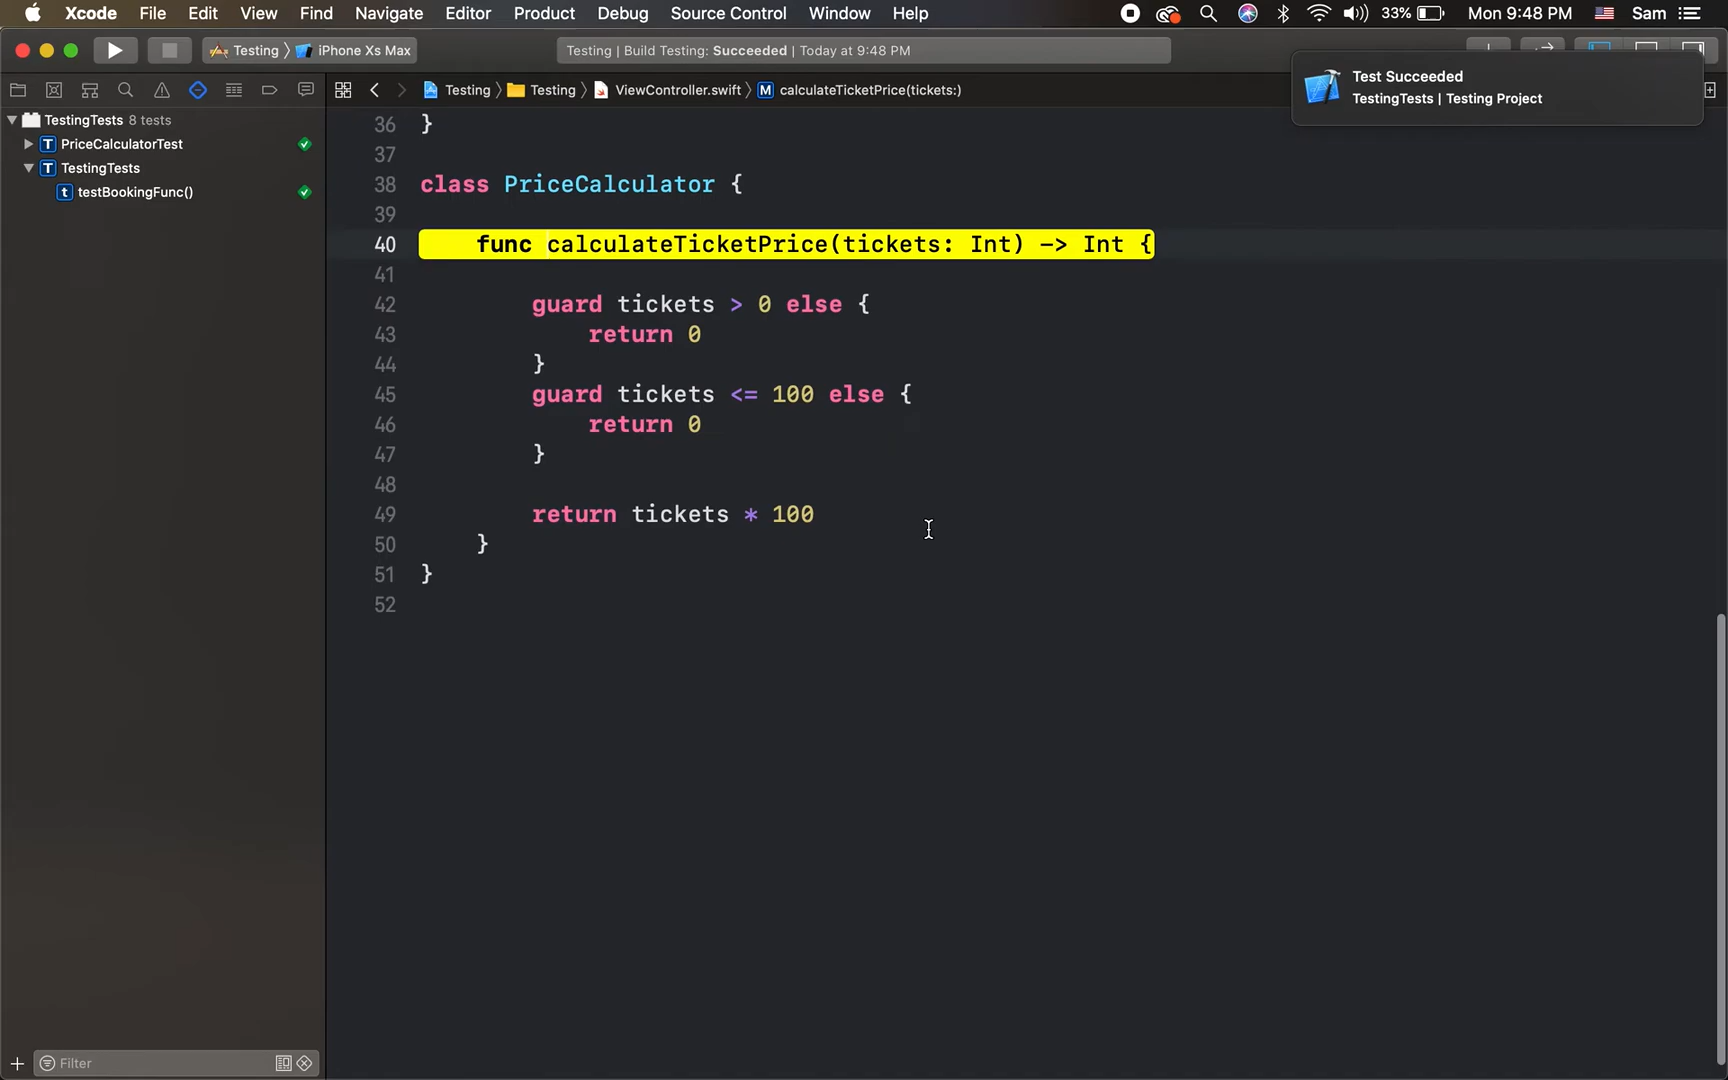 Xcode File Edit View Find Navigate Editor Product Debug Source Control Window Help 33% Mon 9:48 PM Sam
Testing iPhone Xs Max Testing | Build Testing: Succeeded | Today at 9:48 PM
Test Succeeded
TestingTests | Testing Project
Testing Testing ViewController.swift M calculateTicketPrice(tickets:)
TestingTests 8 tests
T PriceCalculatorTest
T TestingTests
t testBookingFunc()
36 }
37
38 class PriceCalculator {
39
40 func calculateTicketPrice(tickets: Int) -> Int {
41
42 guard tickets > 0 else {
43 return 0
44 }
45 guard tickets <= 100 else {
46 return 0
47 }
48
49 return tickets * 100
50 }
51 }
52
Filter